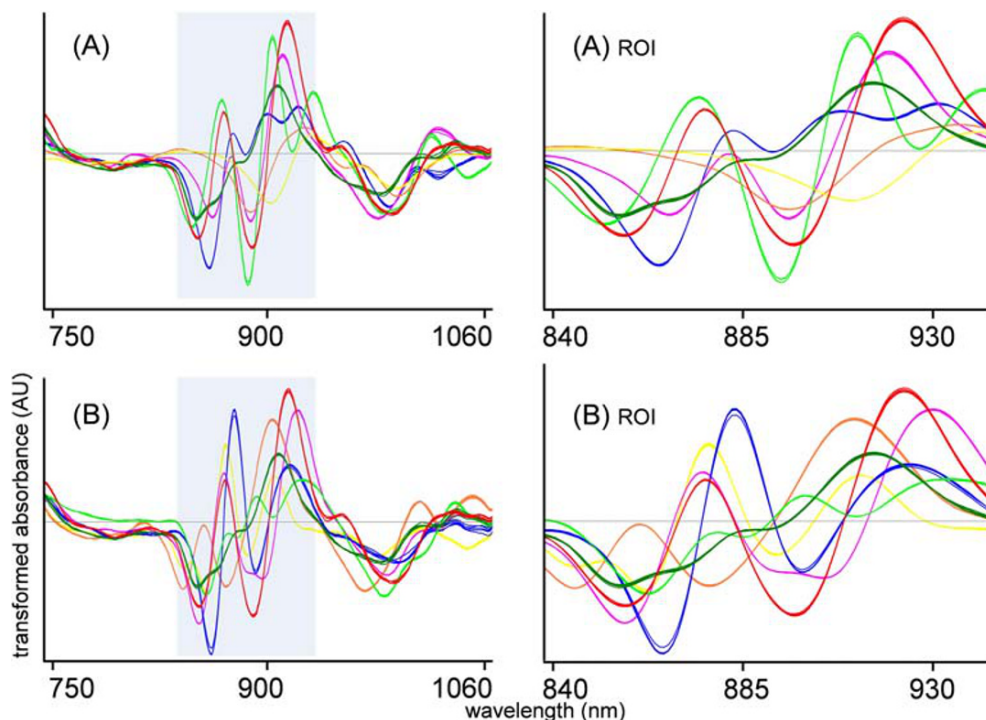 (A)
(A) ROI
750 900 1060
840 885 930
transformed absorbance (AU)
(B)
(B) ROI
750 900 1060
840 885 930
wavelength (nm)